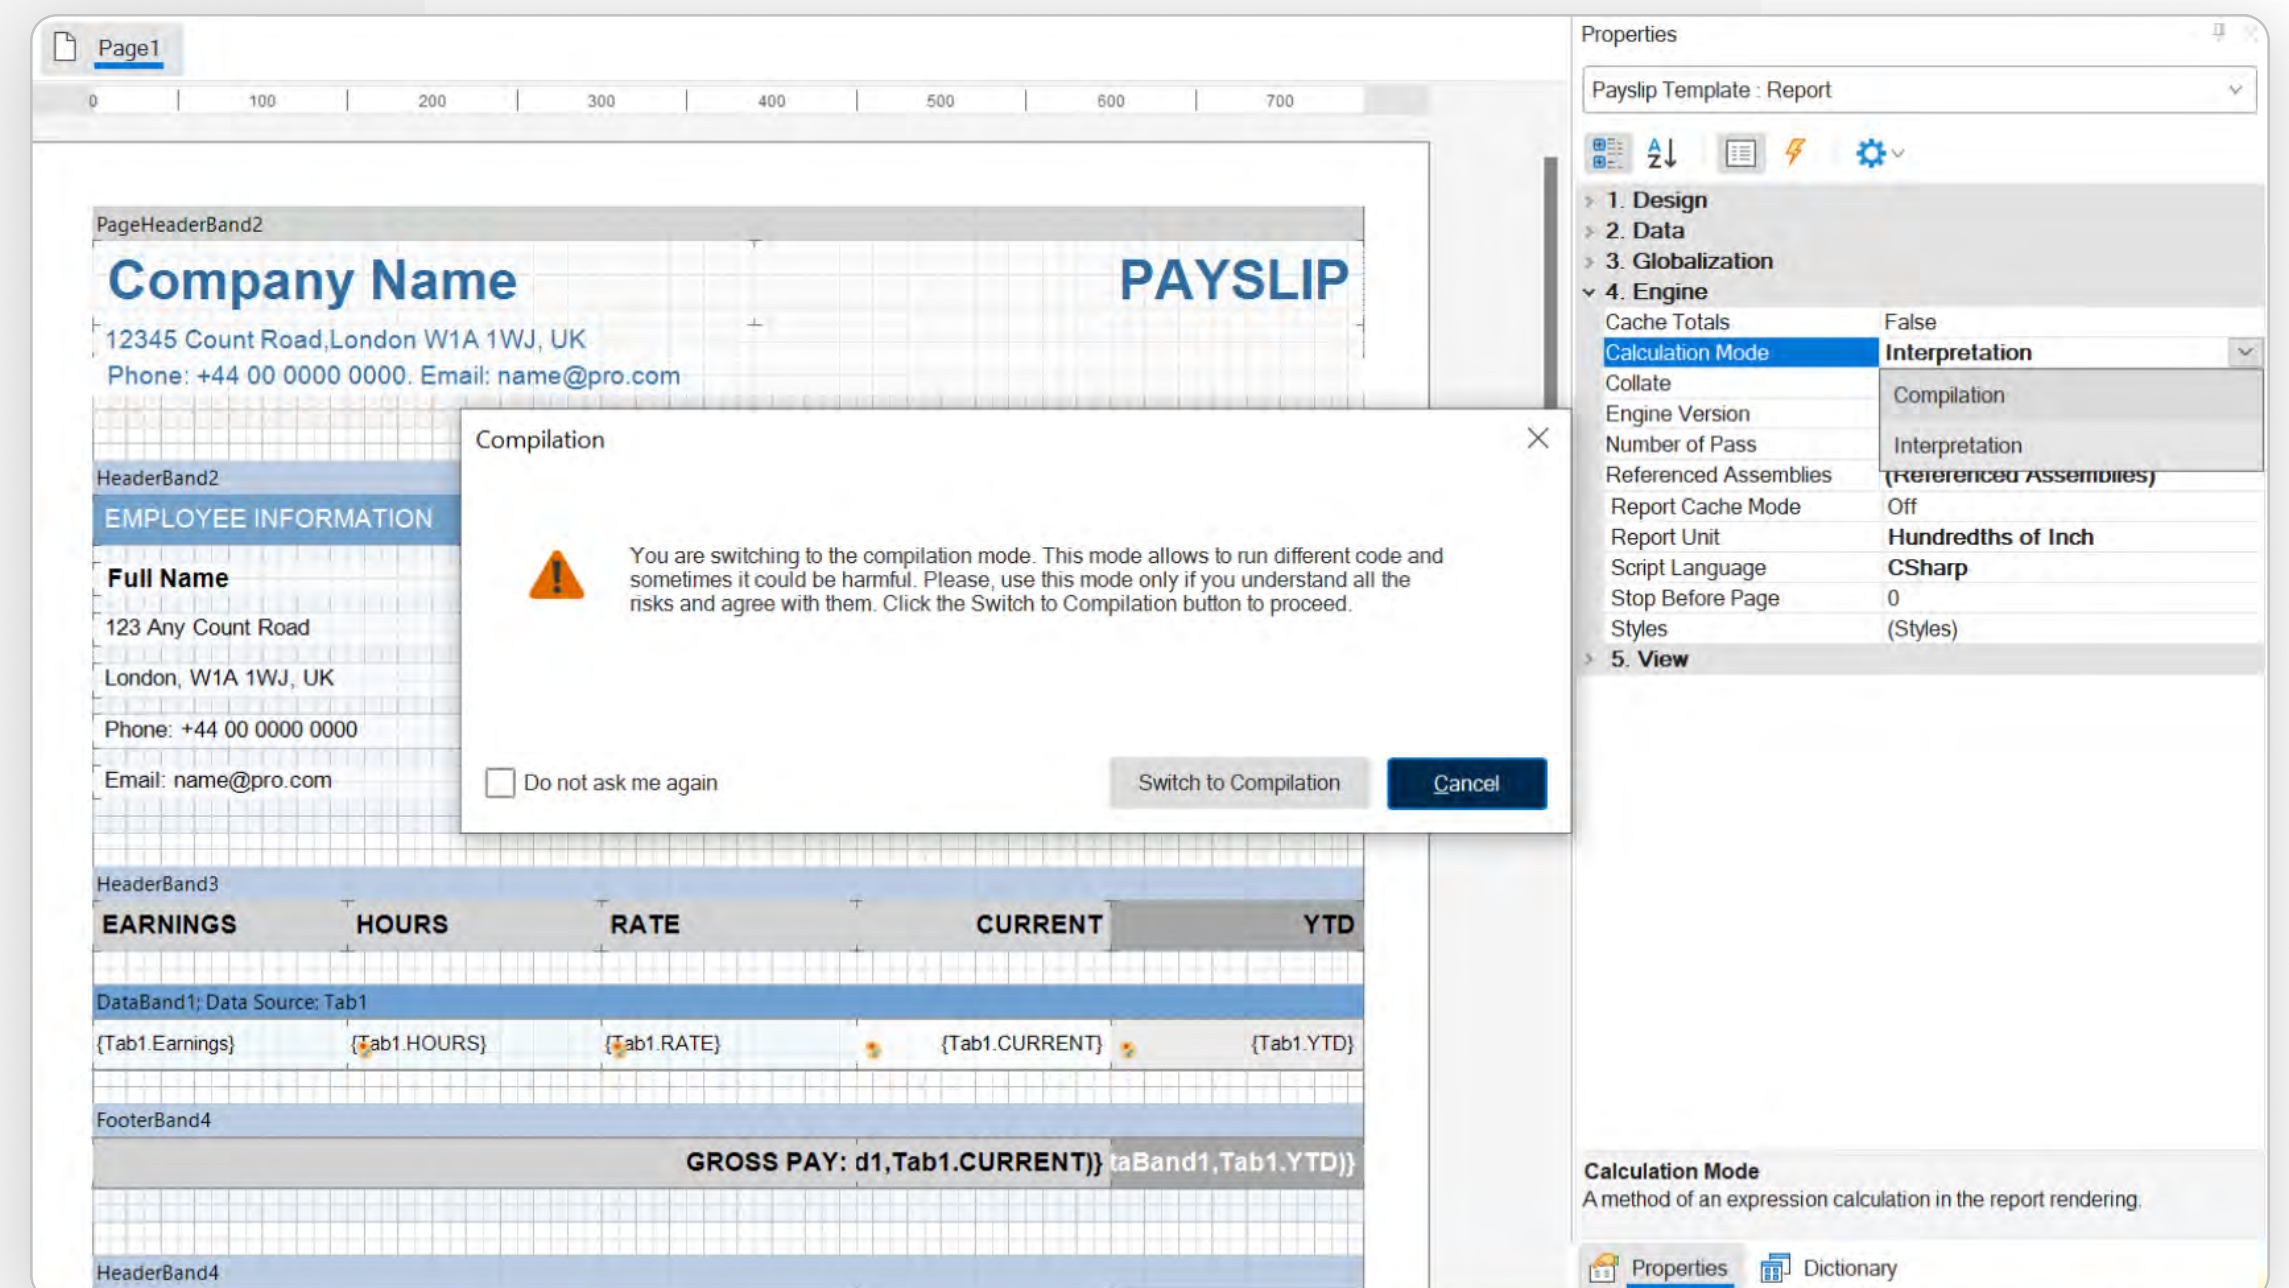 Page1
0 100 200 300 400 500 600 700
PageHeaderBand2
Company Name PAYSLIP
12345 Count Road,London W1A 1WJ, UK
Phone: +44 00 0000 0000. Email: name@pro.com
HeaderBand2
EMPLOYEE INFORMATION
Full Name
123 Any Count Road
London, W1A 1WJ, UK
Phone: +44 00 0000 0000
Email: name@pro.com
Compilation
You are switching to the compilation mode. This mode allows to run different code and
sometimes it could be harmful. Please, use this mode only if you understand all the
risks and agree with them. Click the Switch to Compilation button to proceed.
Do not ask me again
Switch to Compilation
Cancel
HeaderBand3
EARNINGS HOURS RATE CURRENT YTD
DataBand1; Data Source: Tab1
{Tab1.Earnings} {Tab1.HOURS} {Tab1.RATE} {Tab1.CURRENT} {Tab1.YTD}
FooterBand4
GROSS PAY: d1,Tab1.CURRENT)} taBand1,Tab1.YTD)}
HeaderBand4
Properties
Payslip Template : Report
1. Design
2. Data
3. Globalization
4. Engine
Cache Totals False
Calculation Mode Interpretation
Collate
Compilation
Engine Version
Number of Pass
Interpretation
Referenced Assemblies (Referenced Assemblies)
Report Cache Mode Off
Report Unit Hundredths of Inch
Script Language CSharp
Stop Before Page 0
Styles (Styles)
5. View
Calculation Mode
A method of an expression calculation in the report rendering.
Properties Dictionary